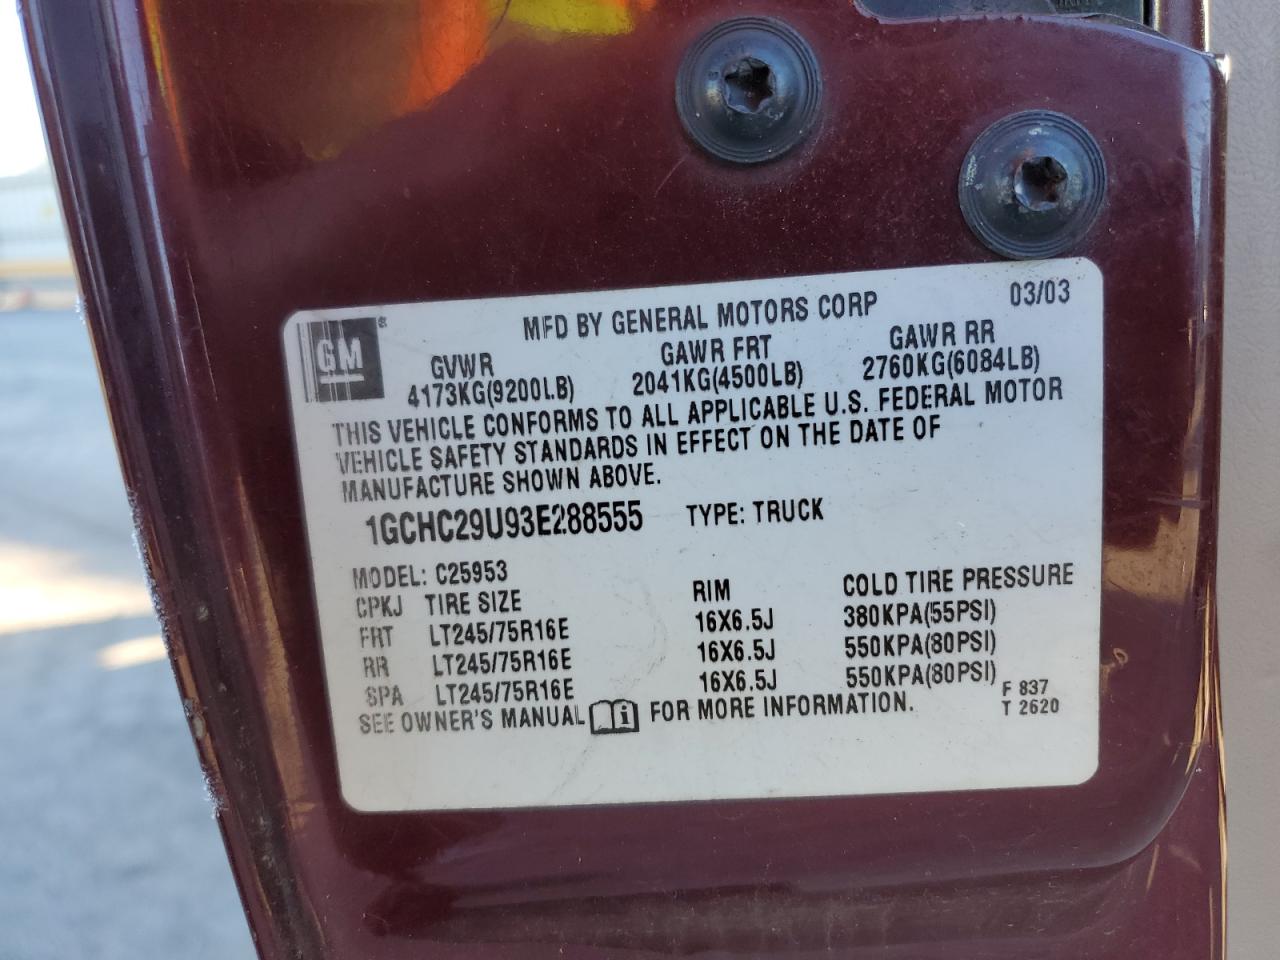 GM ®
MFD BY GENERAL MOTORS CORP 03/03
GVWR GAWR FRT GAWR RR
4173KG(9200LB) 2041KG(4500LB) 2760KG(6084LB)
THIS VEHICLE CONFORMS TO ALL APPLICABLE U.S. FEDERAL MOTOR
VEHICLE SAFETY STANDARDS IN EFFECT ON THE DATE OF
MANUFACTURE SHOWN ABOVE.
1GCHC29U93E288555 TYPE: TRUCK
MODEL: C25953
CPKJ TIRE SIZE RIM COLD TIRE PRESSURE
FRT LT245/75R16E 16X6.5J 380KPA(55PSI)
RR LT245/75R16E 16X6.5J 550KPA(80PSI)
SPA LT245/75R16E 16X6.5J 550KPA(80PSI)
SEE OWNER'S MANUAL i FOR MORE INFORMATION.
F 837
T 2620